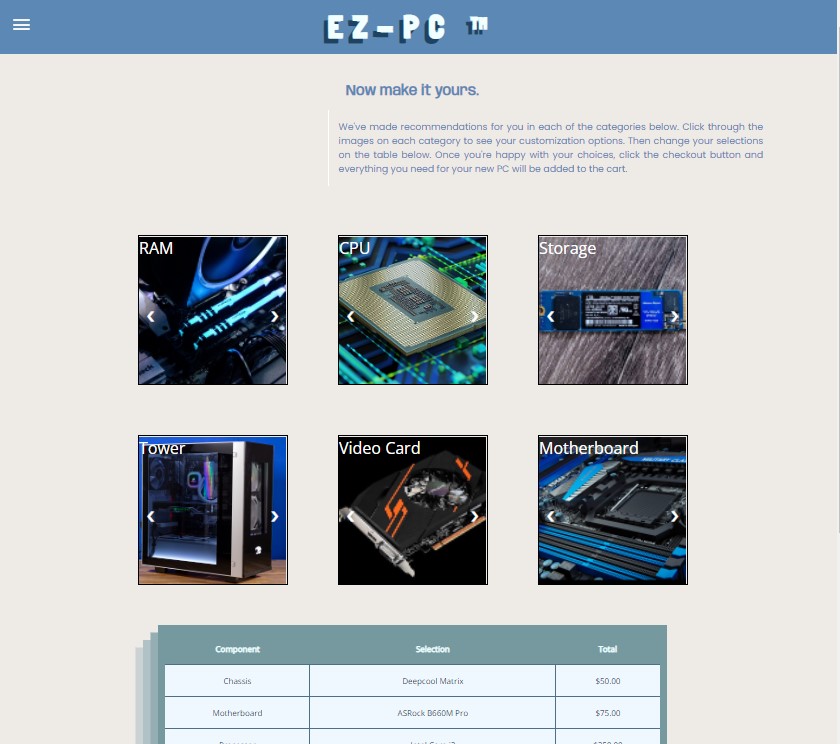 EZ-PC ™
Now make it yours.
We've made recommendations for you in each of the categories below. Click through the
images on each category to see your customization options. Then change your selections
on the table below. Once you're happy with your choices, click the checkout button and
everything you need for your new PC will be added to the cart.
RAM
CPU
Storage
Tower
Video Card
Motherboard
Component Selection Total
Chassis Deepcool Matrix $50.00
Motherboard ASRock B660M Pro $75.00